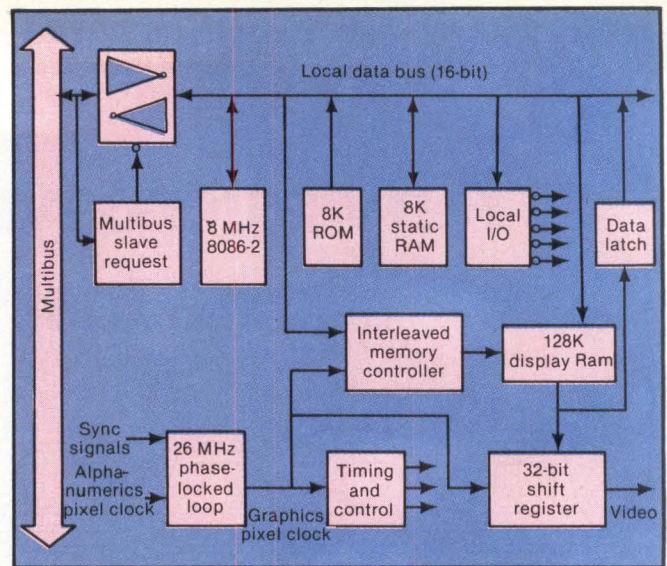 Local data bus (16-bit)
Multibus
Multibus
slave
request
8 MHz
8086-2
8K
ROM
8K
static
RAM
Local
I/O
Data
latch
Interleaved
memory
controller
128K
display Ram
Sync
signals
Alpha-
numerics
pixel clock
26 MHz
phase-
locked
loop
Graphics
pixel clock
Timing
and
control
32-bit
shift
register
Video